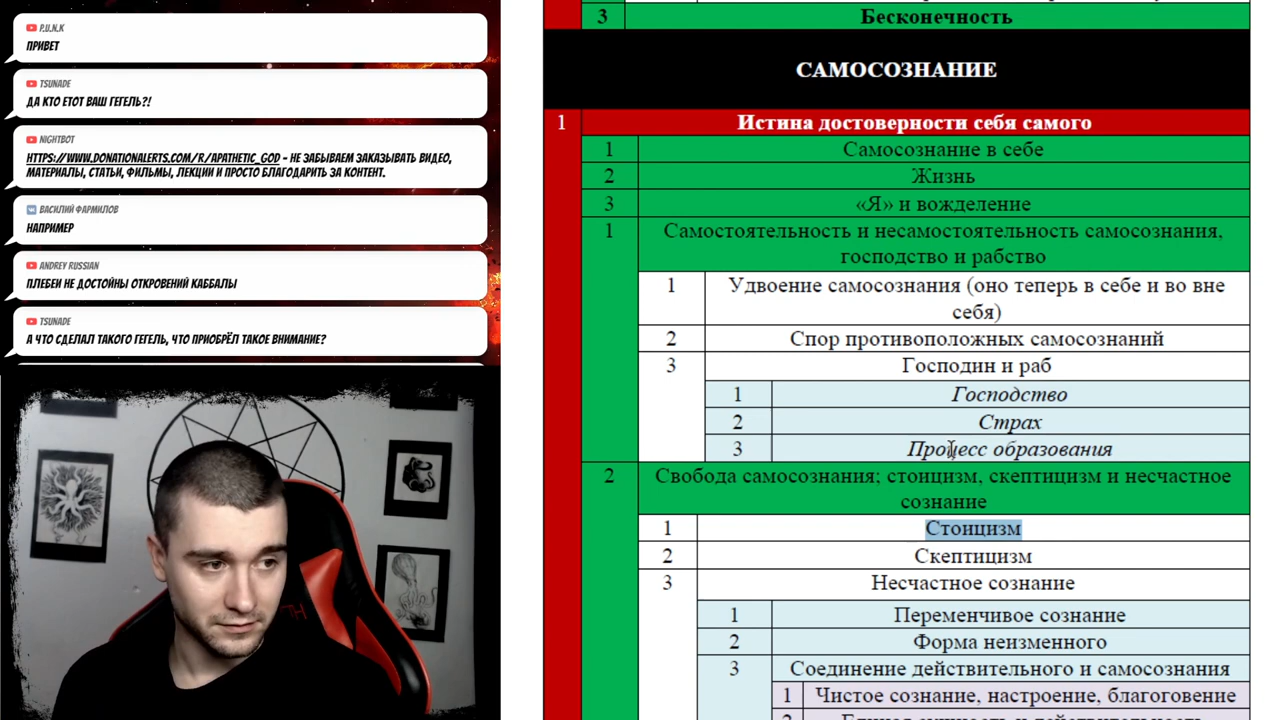 P.U.N.K
ПРИВЕТ
TSUNADE
ДА КТО ЕТОТ ВАШ ГЕГЕЛЬ?!
NIGHTBOT
HTTPS://WWW.DONATIONALERTS.COM/R/APATHETIC_GOD - НЕ ЗАБЫВАЕМ ЗАКАЗЫВАТЬ ВИДЕО,
МАТЕРИАЛЫ, СТАТЬИ, ФИЛЬМЫ, ЛЕКЦИИ И ПРОСТО БЛАГОДАРИТЬ ЗА КОНТЕНТ.
ВАСИЛИЙ ФАРМИЛОВ
НАПРИМЕР
ANDREY RUSSIAN
ПЛЕБЕИ НЕ ДОСТОЙНЫ ОТКРОВЕНИЙ КАББАЛЫ
TSUNADE
А ЧТО СДЕЛАЛ ТАКОГО ГЕГЕЛЬ, ЧТО ПРИОБРЁЛ ТАКОЕ ВНИМАНИЕ?
3 Бесконечность
САМОСОЗНАНИЕ
1 Истина достоверности себя самого
1 Самосознание в себе
2 Жизнь
3 «Я» и вожделение
1 Самостоятельность и несамостоятельность самосознания,
господство и рабство
1 Удвоение самосознания (оно теперь в себе и во вне
себя)
2 Спор противоположных самосознаний
3 Господин и раб
1 Господство
2 Страх
3 Процесс образования
2 Свобода самосознания; стоицизм, скептицизм и несчастное
сознание
1 Стоицизм
2 Скептицизм
3 Несчастное сознание
1 Переменчивое сознание
2 Форма неизменного
3 Соединение действительного и самосознания
1 Чистое сознание, настроение, благоговение